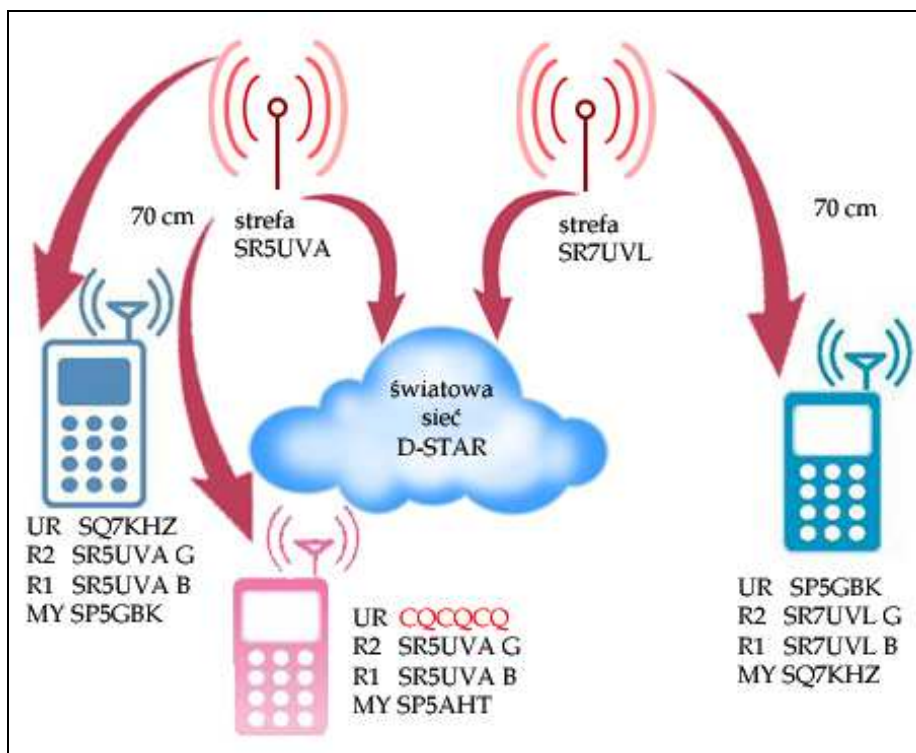 70 cm
strefa
SR5UVA
strefa
SR7UVL
70 cm
światowa
sieć
D-STAR
UR SQ7KHZ
R2 SR5UVA G
R1 SR5UVA B
MY SP5GBK
UR CQCQCQ
R2 SR5UVA G
R1 SR5UVA B
MY SP5AHT
UR SP5GBK
R2 SR7UVL G
R1 SR7UVL B
MY SQ7KHZ